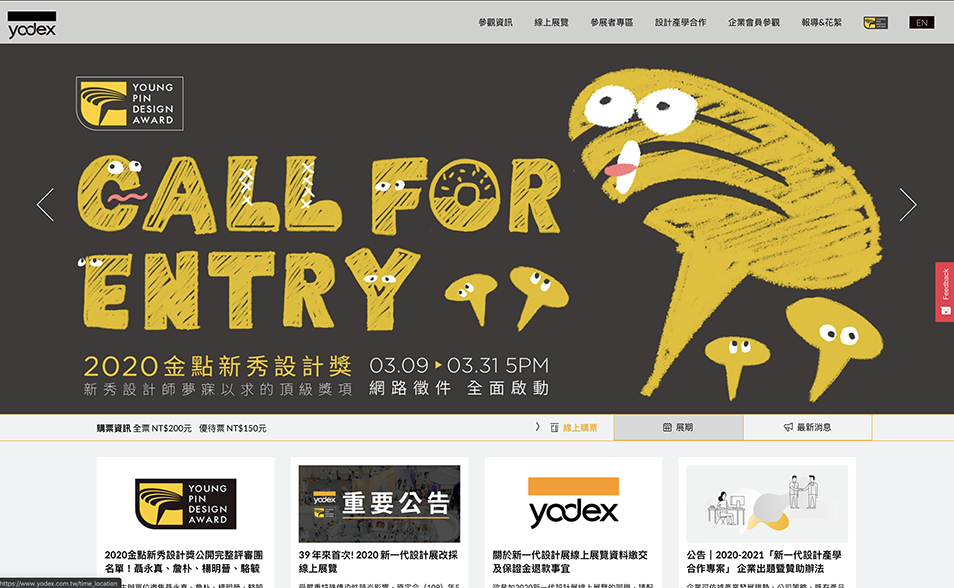 yodex
參觀資訊 線上展覽 參展者專區 設計產學合作 企業會員參觀 報導&花絮 EN
YOUNG
PIN
DESIGN
AWARD
CALL FOR
ENTRY
Feedback
2020金點新秀設計獎
新秀設計師夢寐以求的頂級獎項
03.09 ▸ 03.31 5PM
網路徵件 全面啟動
購票資訊 全票 NT$200元 優待票 NT$150元
線上購票
展期
最新消息
YOUNG
PIN
DESIGN
AWARD
2020金點新秀設計獎公開完整評審團
名單！聶永真、詹朴、楊明晉、駱毓
yodex
重要公告
39 年來首次! 2020 新一代設計展改採
線上展覽
yodex
關於新一代設計展線上展覽資料繳交
及保證金退款事宜
公告｜2020-2021「新一代設計產學
合作專案」 企業出題暨贊助辦法
https://www.yodex.com.tw/time_location